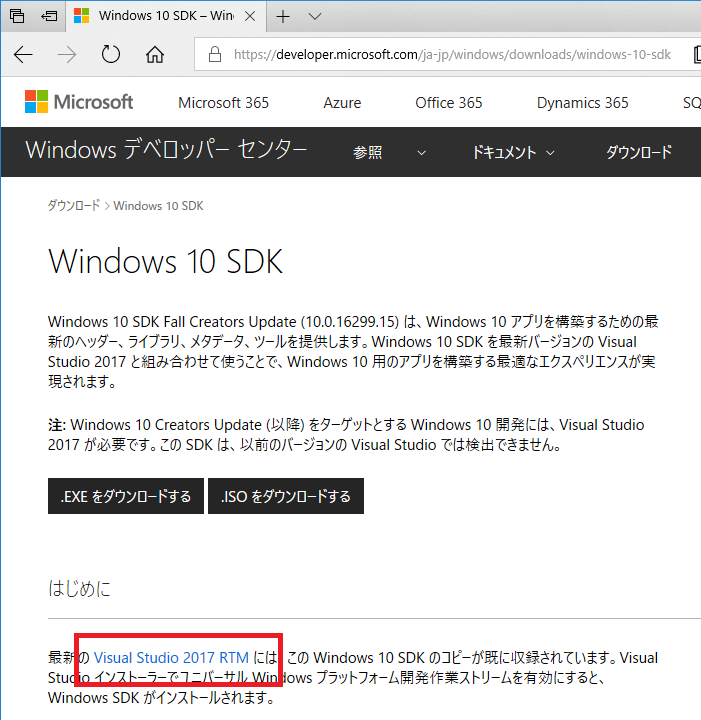 Windows 10 SDK – Win
https://developer.microsoft.com/ja-jp/windows/downloads/windows-10-sdk
Microsoft Microsoft 365 Azure Office 365 Dynamics 365 SQ
Windows デベロッパー センター 参照 ドキュメント ダウンロード
ダウンロード > Windows 10 SDK
Windows 10 SDK
Windows 10 SDK Fall Creators Update (10.0.16299.15) は、Windows 10 アプリを構築するための最
新のヘッダー、ライブラリ、メタデータ、ツールを提供します。Windows 10 SDK を最新バージョンの Visual
Studio 2017 と組み合わせて使うことで、Windows 10 用のアプリを構築する最適なエクスペリエンスが実
現されます。
注: Windows 10 Creators Update (以降) をターゲットとする Windows 10 開発には、Visual Studio
2017 が必要です。この SDK は、以前のバージョンの Visual Studio では検出できません。
.EXE をダウンロードする .ISO をダウンロードする
はじめに
最新の Visual Studio 2017 RTM には、この Windows 10 SDK のコピーが既に収録されています。Visual
Studio インストーラーでユニバーサル Windows プラットフォーム開発作業ストリームを有効にすると、
Windows SDK がインストールされます。